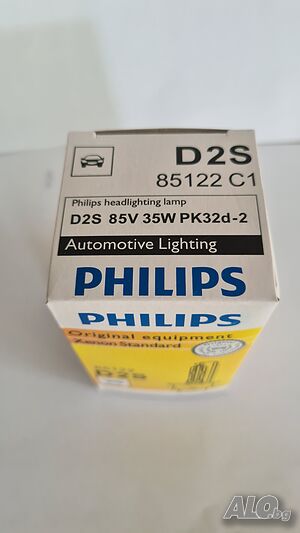 D2S
85122 C1
Philips headlighting lamp
D2S 85V 35W PK32d-2
Automotive Lighting
PHILIPS
PHILIPS
Original equipment
Xenon Standard
85122
D2S
ALO.bg